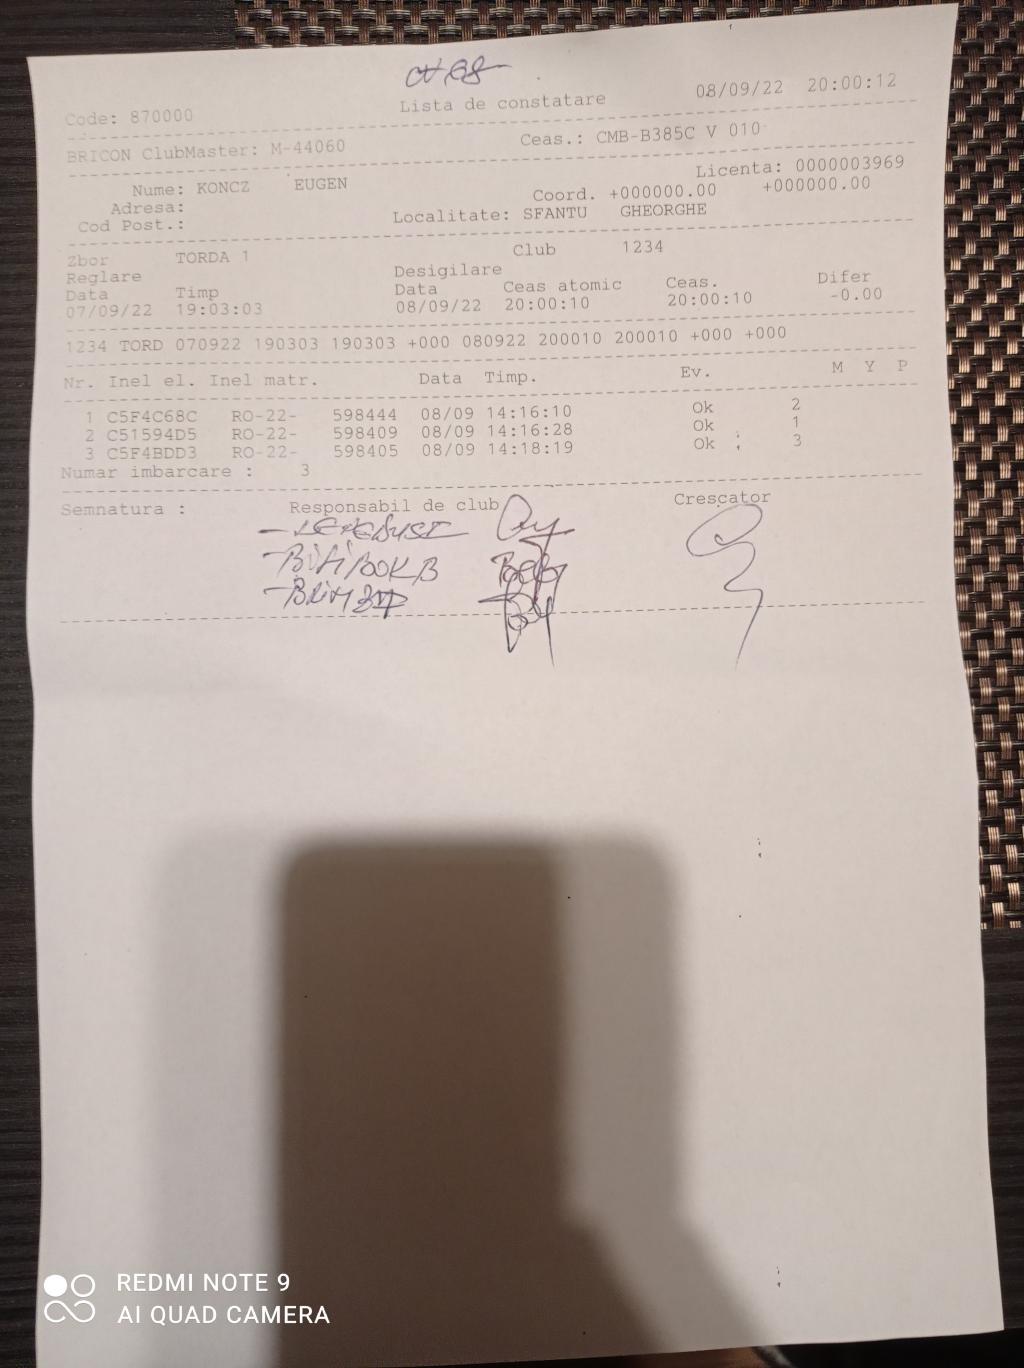 Code: 870000 Lista de constatare 08/09/22 20:00:12
BRICON ClubMaster: M-44060 Ceas.: CMB-B385C V 010
Nume: KONCZ EUGEN Licenta: 0000003969
Adresa: Coord. +000000.00 +000000.00
Cod Post.: Localitate: SFANTU GHEORGHE
Zbor TORDA 1 Club 1234
Reglare Desigilare
Data Timp Data Ceas atomic Ceas. Difer
07/09/22 19:03:03 08/09/22 20:00:10 20:00:10 -0.00
1234 TORD 070922 190303 190303 +000 080922 200010 200010 +000 +000
Nr. Inel el. Inel matr. Data Timp. Ev. M Y P
1 C5F4C68C RO-22- 598444 08/09 14:16:10 Ok 2
2 C51594D5 RO-22- 598409 08/09 14:16:28 Ok 1
3 C5F4BDD3 RO-22- 598405 08/09 14:18:19 Ok 3
Numar imbarcare : 3
Semnatura : Responsabil de club Crescator
REDMI NOTE 9
AI QUAD CAMERA